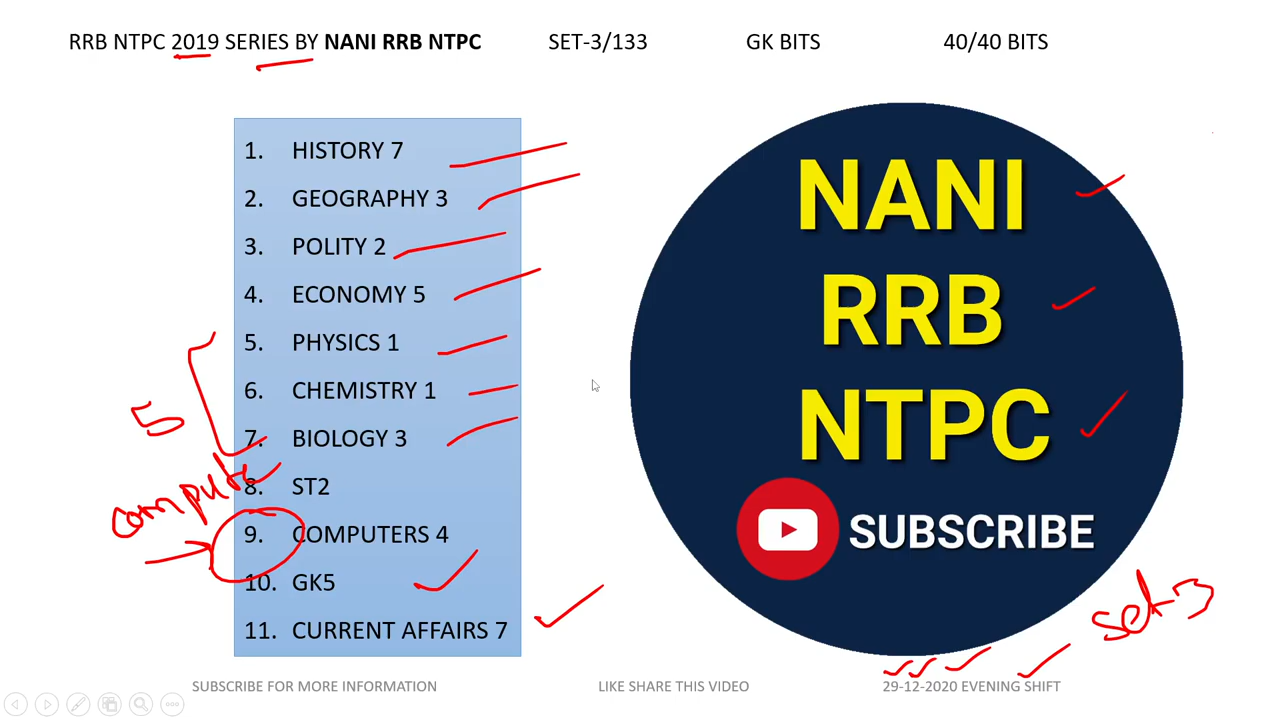 RRB NTPC 2019 SERIES BY NANI RRB NTPC SET-3/133 GK BITS 40/40 BITS
1. HISTORY 7
2. GEOGRAPHY 3
3. POLITY 2
4. ECONOMY 5
5. PHYSICS 1
6. CHEMISTRY 1
7. BIOLOGY 3
8. ST2
9. COMPUTERS 4
10. GK5
11. CURRENT AFFAIRS 7
5
compute
NANI
RRB
NTPC
SUBSCRIBE
set-3
SUBSCRIBE FOR MORE INFORMATION LIKE SHARE THIS VIDEO 29-12-2020 EVENING SHIFT